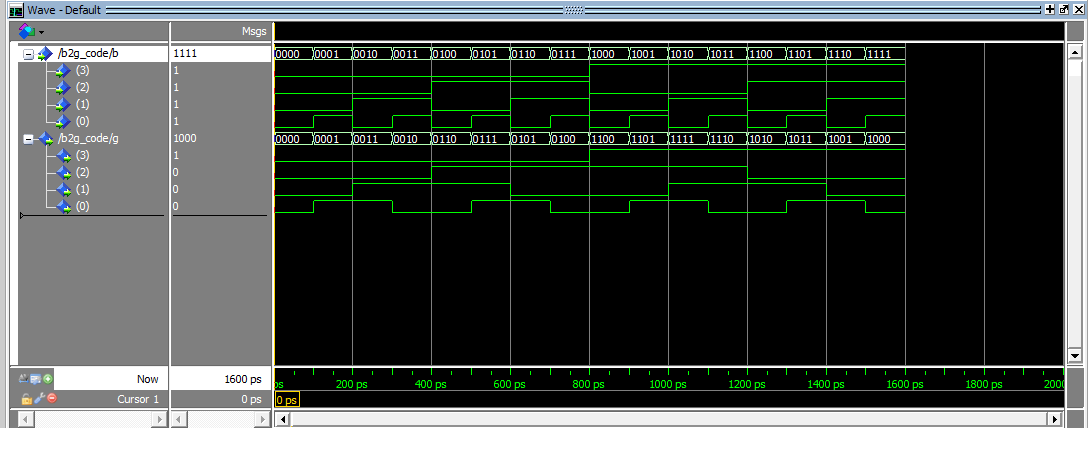 Wave - Default
Msgs
/b2g_code/b 1111 0000 0001 0010 0011 0100 0101 0110 0111 1000 1001 1010 1011 1100 1101 1110 1111
(3) 1
(2) 1
(1) 1
(0) 1
/b2g_code/g 1000 0000 0001 0011 0010 0110 0111 0101 0100 1100 1101 1111 1110 1010 1011 1001 1000
(3) 1
(2) 0
(1) 0
(0) 0
Now 1600 ps ps 200 ps 400 ps 600 ps 800 ps 1000 ps 1200 ps 1400 ps 1600 ps 1800 ps 2000
Cursor 1 0 ps 0 ps